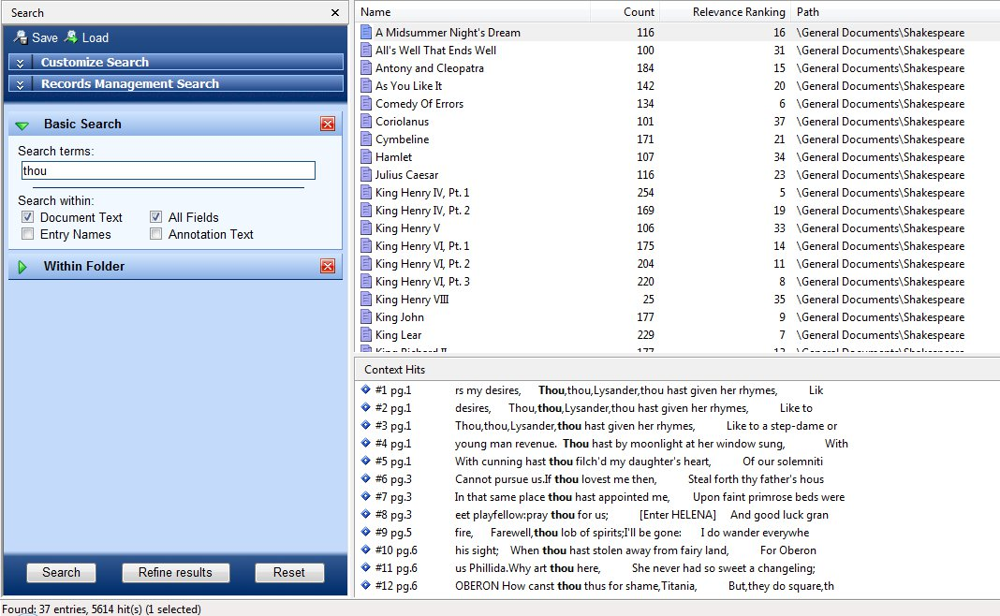 Search ×
Save Load
Customize Search
Records Management Search
Basic Search
Search terms:
thou
Search within:
Document Text All Fields
Entry Names Annotation Text
Within Folder
Search Refine results Reset
Name Count Relevance Ranking Path
A Midsummer Night's Dream 116 16 \General Documents\Shakespeare
All's Well That Ends Well 100 31 \General Documents\Shakespeare
Antony and Cleopatra 184 15 \General Documents\Shakespeare
As You Like It 142 20 \General Documents\Shakespeare
Comedy Of Errors 134 6 \General Documents\Shakespeare
Coriolanus 101 37 \General Documents\Shakespeare
Cymbeline 171 21 \General Documents\Shakespeare
Hamlet 107 34 \General Documents\Shakespeare
Julius Caesar 116 23 \General Documents\Shakespeare
King Henry IV, Pt. 1 254 5 \General Documents\Shakespeare
King Henry IV, Pt. 2 169 19 \General Documents\Shakespeare
King Henry V 106 33 \General Documents\Shakespeare
King Henry VI, Pt. 1 175 14 \General Documents\Shakespeare
King Henry VI, Pt. 2 204 11 \General Documents\Shakespeare
King Henry VI, Pt. 3 220 8 \General Documents\Shakespeare
King Henry VIII 25 35 \General Documents\Shakespeare
King John 177 9 \General Documents\Shakespeare
King Lear 229 7 \General Documents\Shakespeare
King Richard II 177 \General Documents\Shakespeare
Context Hits
#1 pg.1 rs my desires, Thou,thou,Lysander,thou hast given her rhymes, Lik
#2 pg.1 desires, Thou,thou,Lysander,thou hast given her rhymes, Like to
#3 pg.1 Thou,thou,Lysander,thou hast given her rhymes, Like to a step-dame or
#4 pg.1 young man revenue. Thou hast by moonlight at her window sung, With
#5 pg.1 With cunning hast thou filch'd my daughter's heart, Of our solemniti
#6 pg.3 Cannot pursue us.If thou lovest me then, Steal forth thy father's hous
#7 pg.3 In that same place thou hast appointed me, Upon faint primrose beds were
#8 pg.3 eet playfellow:pray thou for us; [Enter HELENA] And good luck gran
#9 pg.5 fire, Farewell,thou lob of spirits;I'll be gone: I do wander everywhe
#10 pg.6 his sight; When thou hast stolen away from fairy land, For Oberon
#11 pg.6 us Phillida.Why art thou here, She never had so sweet a changeling;
#12 pg.6 OBERON How canst thou thus for shame,Titania, But,they do square,th
Found: 37 entries, 5614 hit(s) (1 selected)